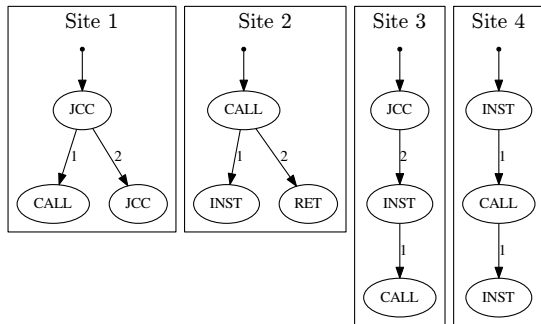 Site 1
JCC
1
2
CALL
JCC
Site 2
CALL
1
2
INST
RET
Site 3
JCC
2
INST
1
CALL
Site 4
INST
1
CALL
1
INST